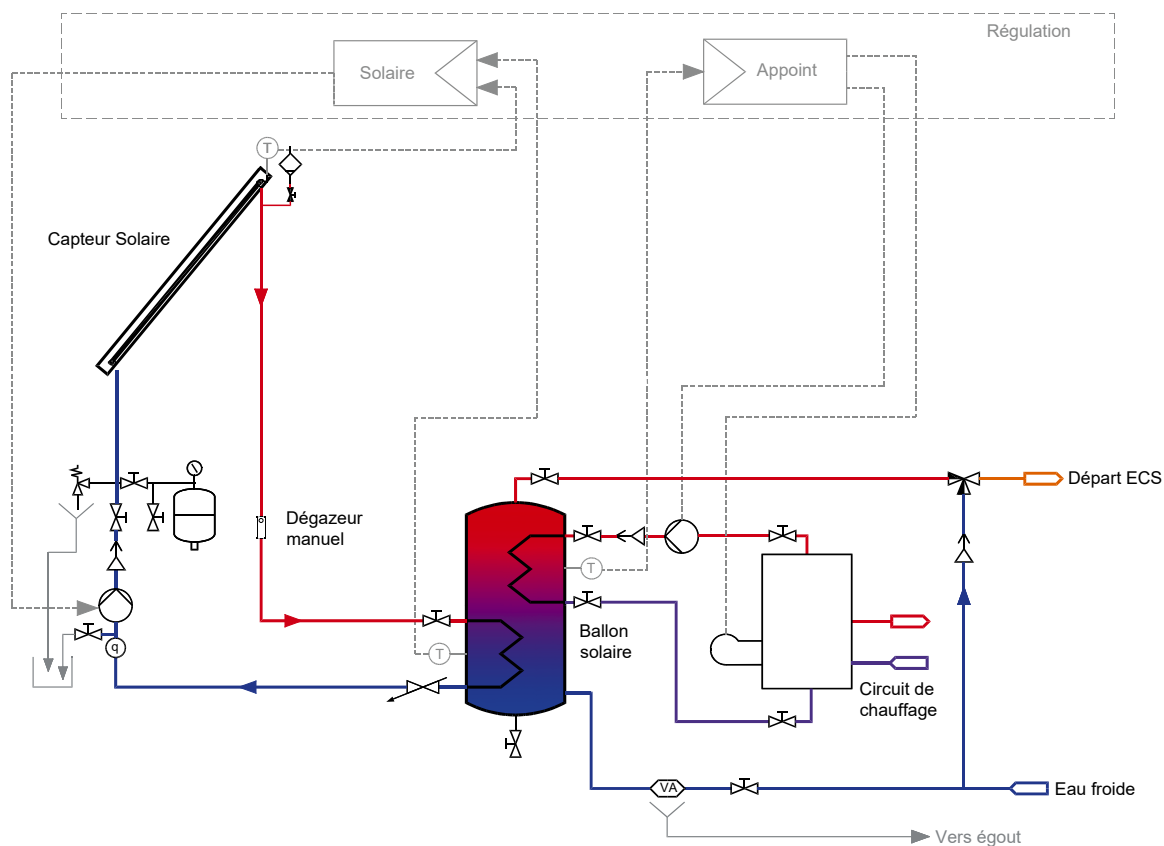 Régulation
Solaire
Appoint
T
Capteur Solaire
Départ ECS
Dégazeur
manuel
T
Ballon
solaire
T
q
Circuit de
chauffage
VA
Eau froide
Vers égout